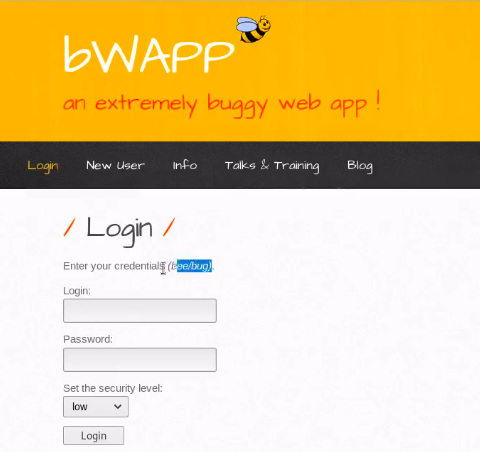 bWAPP
an extremely buggy web app !
Login New User Info Talks & Training Blog
/ Login /
Enter your credentials (bee/bug).
Login:
Password:
Set the security level:
low
Login